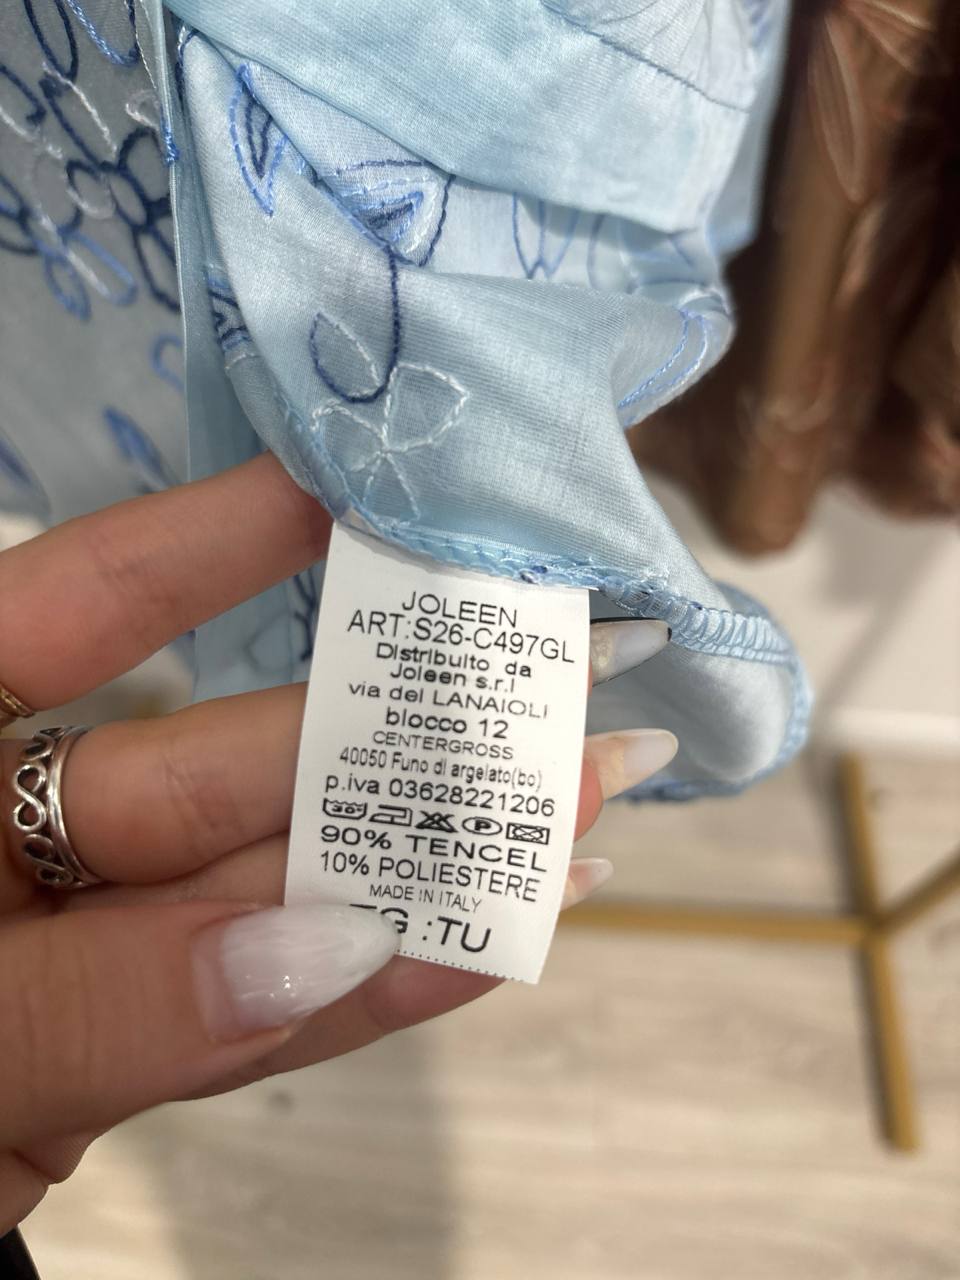 JOLEEN
ART:S26-C497GL
Distribuito da
Joleen s.r.l
via dei LANAIOLI
blocco 12
CENTERGROSS
40050 Funo di argelato(bo)
p.iva 03628221206
90% TENCEL
10% POLIESTERE
MADE IN ITALY
:TU